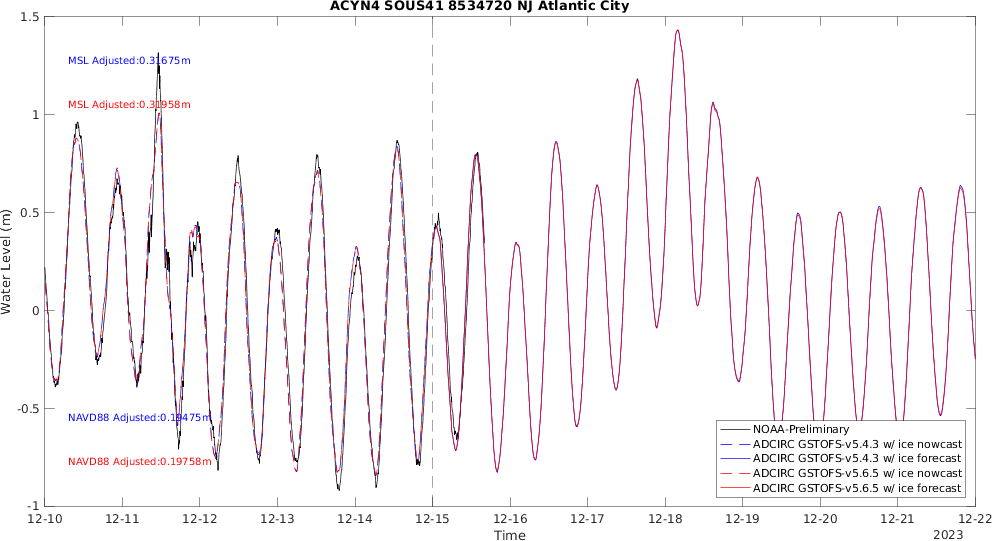 ACYN4 SOUS41 8534720 NJ Atlantic City
1.5
1
0.5
0
-0.5
-1
Water Level (m)
MSL Adjusted:0.31675m
MSL Adjusted:0.31958m
NAVD88 Adjusted:0.19475m
NAVD88 Adjusted:0.19758m
NOAA-Preliminary
ADCIRC GSTOFS-v5.4.3 w/ ice nowcast
ADCIRC GSTOFS-v5.4.3 w/ ice forecast
ADCIRC GSTOFS-v5.6.5 w/ ice nowcast
ADCIRC GSTOFS-v5.6.5 w/ ice forecast
12-10 12-11 12-12 12-13 12-14 12-15 12-16 12-17 12-18 12-19 12-20 12-21 12-22
Time
2023